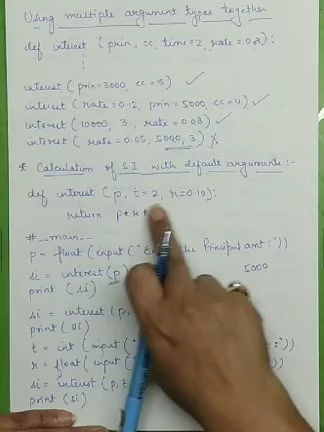 Using multiple argument types together
def interest (prin, cc, time=2, rate=0.09):
interest (prin=3000, cc=5) ✓
interest (rate=0.12, prin=5000, cc=4) ✓
interest (10000, 3, rate=0.08) ✓
interest (rate=0.05, 5000, 3) ✗
* Calculation of SI with default arguments:-
def interest (p, t=2, r=0.10):
return p*r*
# __main__
p = float (input ("En the Principal amt:"))
si = interest (p) 5000
print (si)
si = interest (p,
print (si)
t = int (input (" :"))
r = float (input (" "))
si = interest (p, t
print (si)